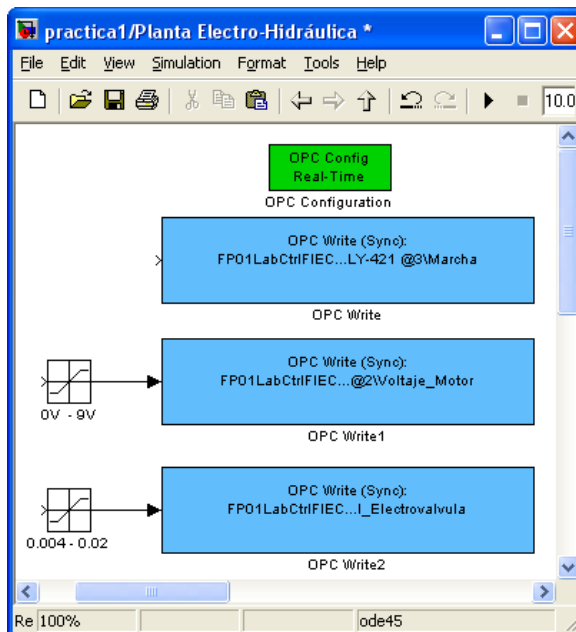 practica1/Planta Electro-Hidráulica *
File Edit View Simulation Format Tools Help
10.0
OPC Config
Real-Time
OPC Configuration
OPC Write (Sync):
FP01LabCtrlFIEC...LY-421 @3\Marcha
OPC Write
OPC Write (Sync):
FP01LabCtrlFIEC...@2\Voltaje_Motor
0V - 9V
OPC Write1
OPC Write (Sync):
FP01LabCtrlFIEC...I_Electrovalvula
0.004 - 0.02
OPC Write2
Re 100% ode45